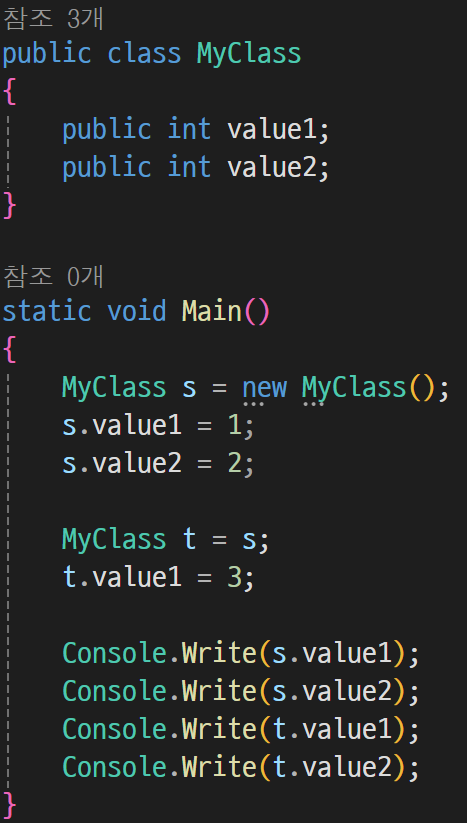 참조 3개
public class MyClass
{
    public int value1;
    public int value2;
}

참조 0개
static void Main()
{
    MyClass s = new MyClass();
    s.value1 = 1;
    s.value2 = 2;

    MyClass t = s;
    t.value1 = 3;

    Console.Write(s.value1);
    Console.Write(s.value2);
    Console.Write(t.value1);
    Console.Write(t.value2);
}